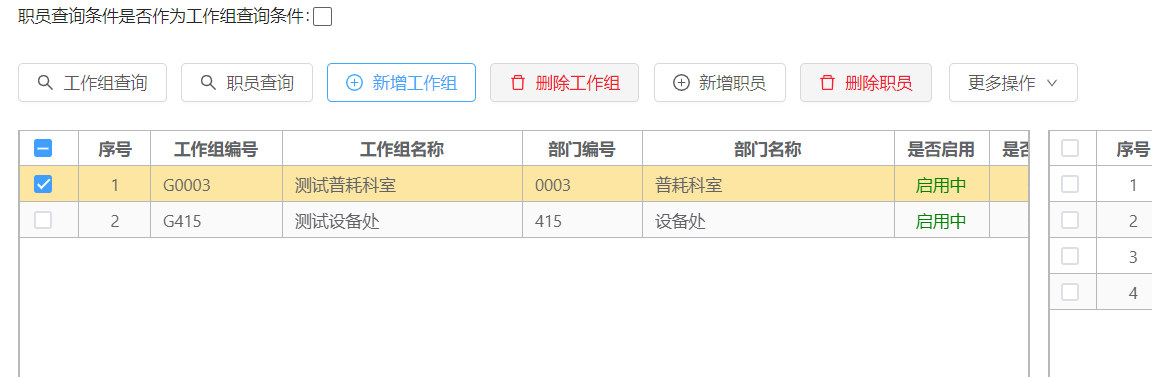 职员查询条件是否作为工作组查询条件:
工作组查询 职员查询 新增工作组 删除工作组 新增职员 删除职员 更多操作
序号 工作组编号 工作组名称 部门编号 部门名称 是否启用 是否 序号
1 G0003 测试普耗科室 0003 普耗科室 启用中 1
2 G415 测试设备处 415 设备处 启用中 2
3
4